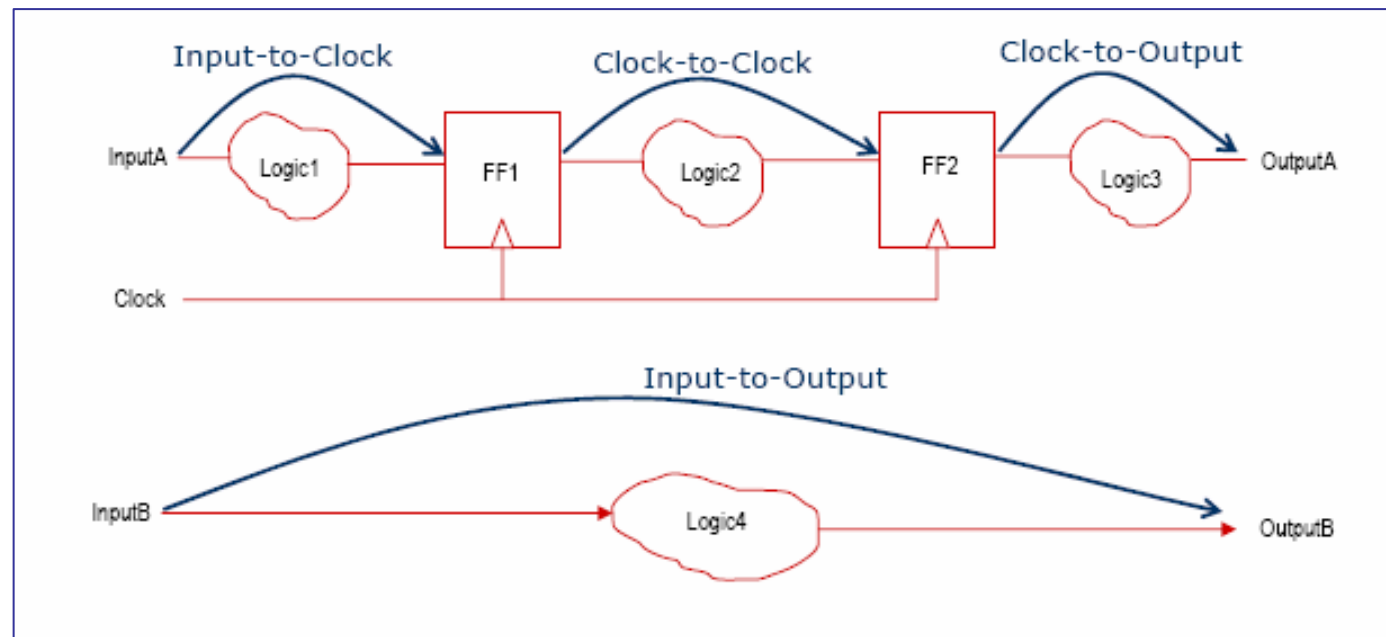 Input-to-Clock
Clock-to-Clock
Clock-to-Output
InputA
Logic1
FF1
Logic2
FF2
Logic3
OutputA
Clock
Input-to-Output
InputB
Logic4
OutputB